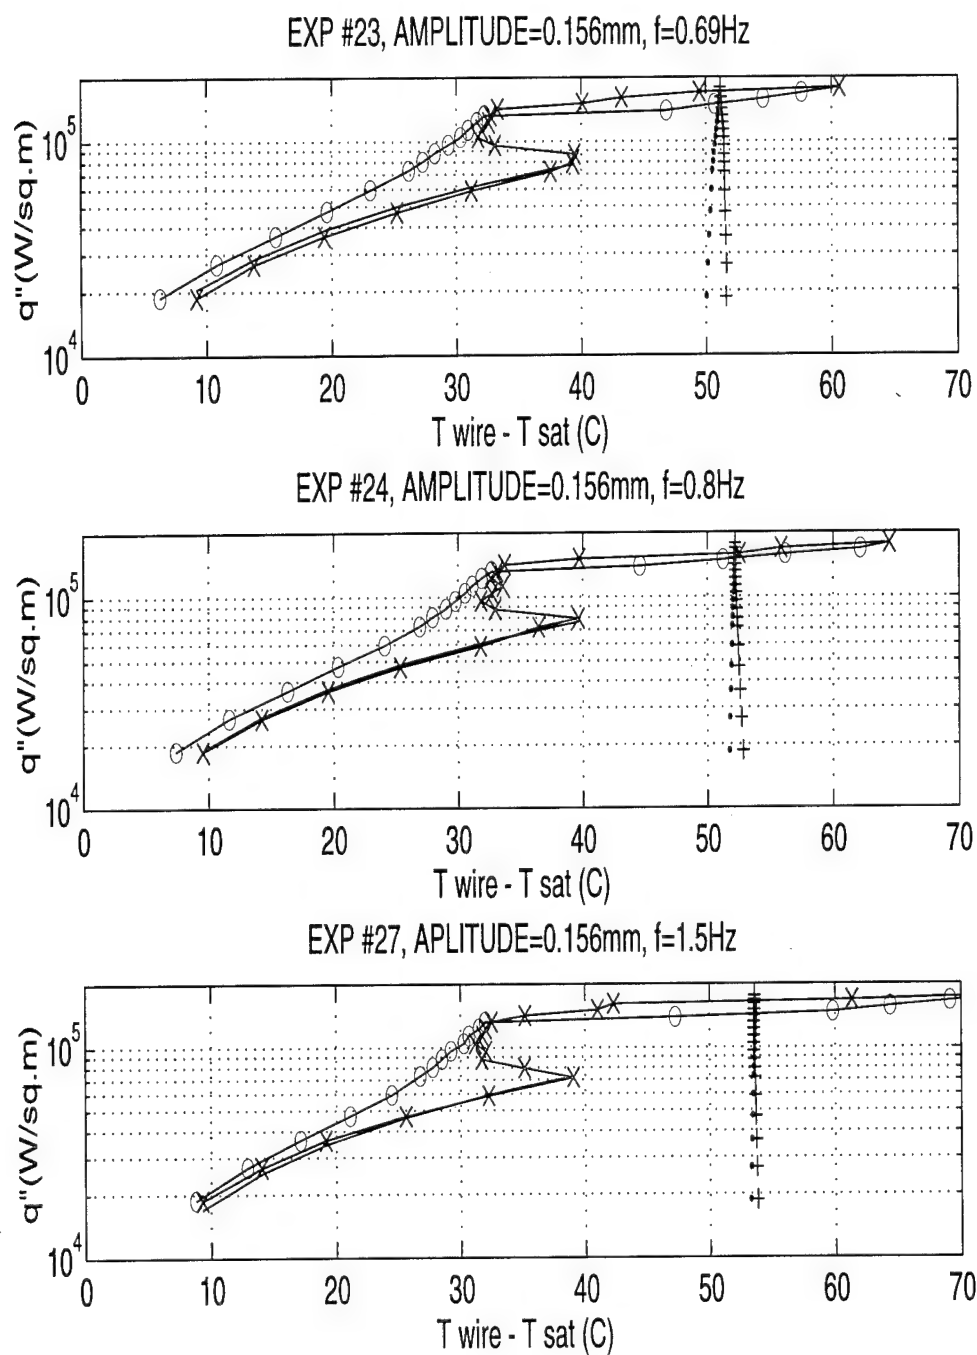 EXP #23, AMPLITUDE=0.156mm, f=0.69Hz
q"(W/sq.m)
10^5
10^4
0 10 20 30 40 50 60 70
T wire - T sat (C)
EXP #24, AMPLITUDE=0.156mm, f=0.8Hz
q"(W/sq.m)
10^5
10^4
0 10 20 30 40 50 60 70
T wire - T sat (C)
EXP #27, APLITUDE=0.156mm, f=1.5Hz
q"(W/sq.m)
10^5
10^4
0 10 20 30 40 50 60 70
T wire - T sat (C)